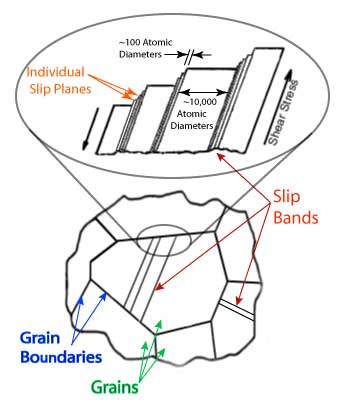 ~100 Atomic
Diameters
Individual
Slip Planes
~10,000
Atomic
Diameters
Shear Stress
Slip
Bands
Grain
Boundaries
Grains